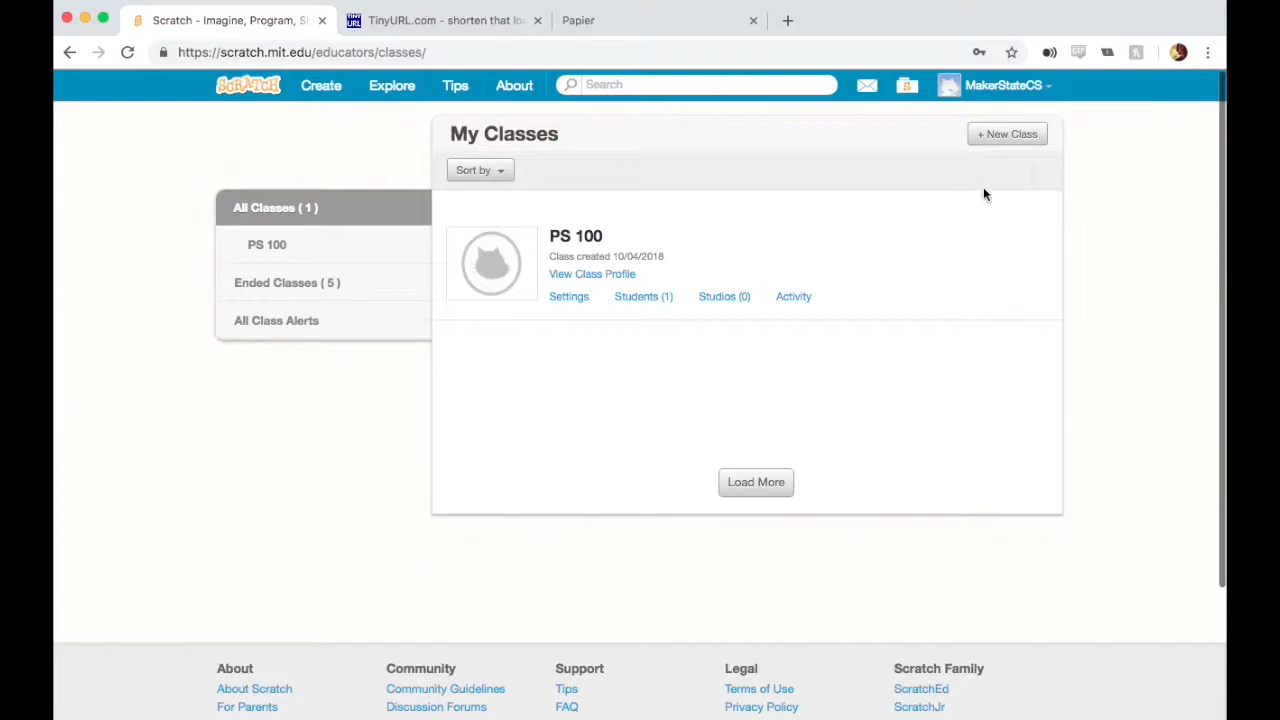 Scratch - Imagine, Program, S
TinyURL.com - shorten that lo
Papier
https://scratch.mit.edu/educators/classes/
SCRATCH
Create
Explore
Tips
About
Search
MakerStateCS
My Classes
+ New Class
Sort by
All Classes ( 1 )
PS 100
Ended Classes ( 5 )
All Class Alerts
PS 100
Class created 10/04/2018
View Class Profile
Settings
Students (1)
Studios (0)
Activity
Load More
About
Community
Support
Legal
Scratch Family
About Scratch
Community Guidelines
Tips
Terms of Use
ScratchEd
For Parents
Discussion Forums
FAQ
Privacy Policy
ScratchJr